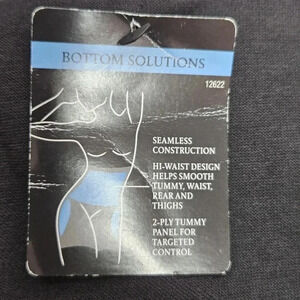 BOTTOM SOLUTIONS
12622
SEAMLESS
CONSTRUCTION
HI-WAIST DESIGN
HELPS SMOOTH
TUMMY, WAIST,
REAR AND
THIGHS
2-PLY TUMMY
PANEL FOR
TARGETED
CONTROL